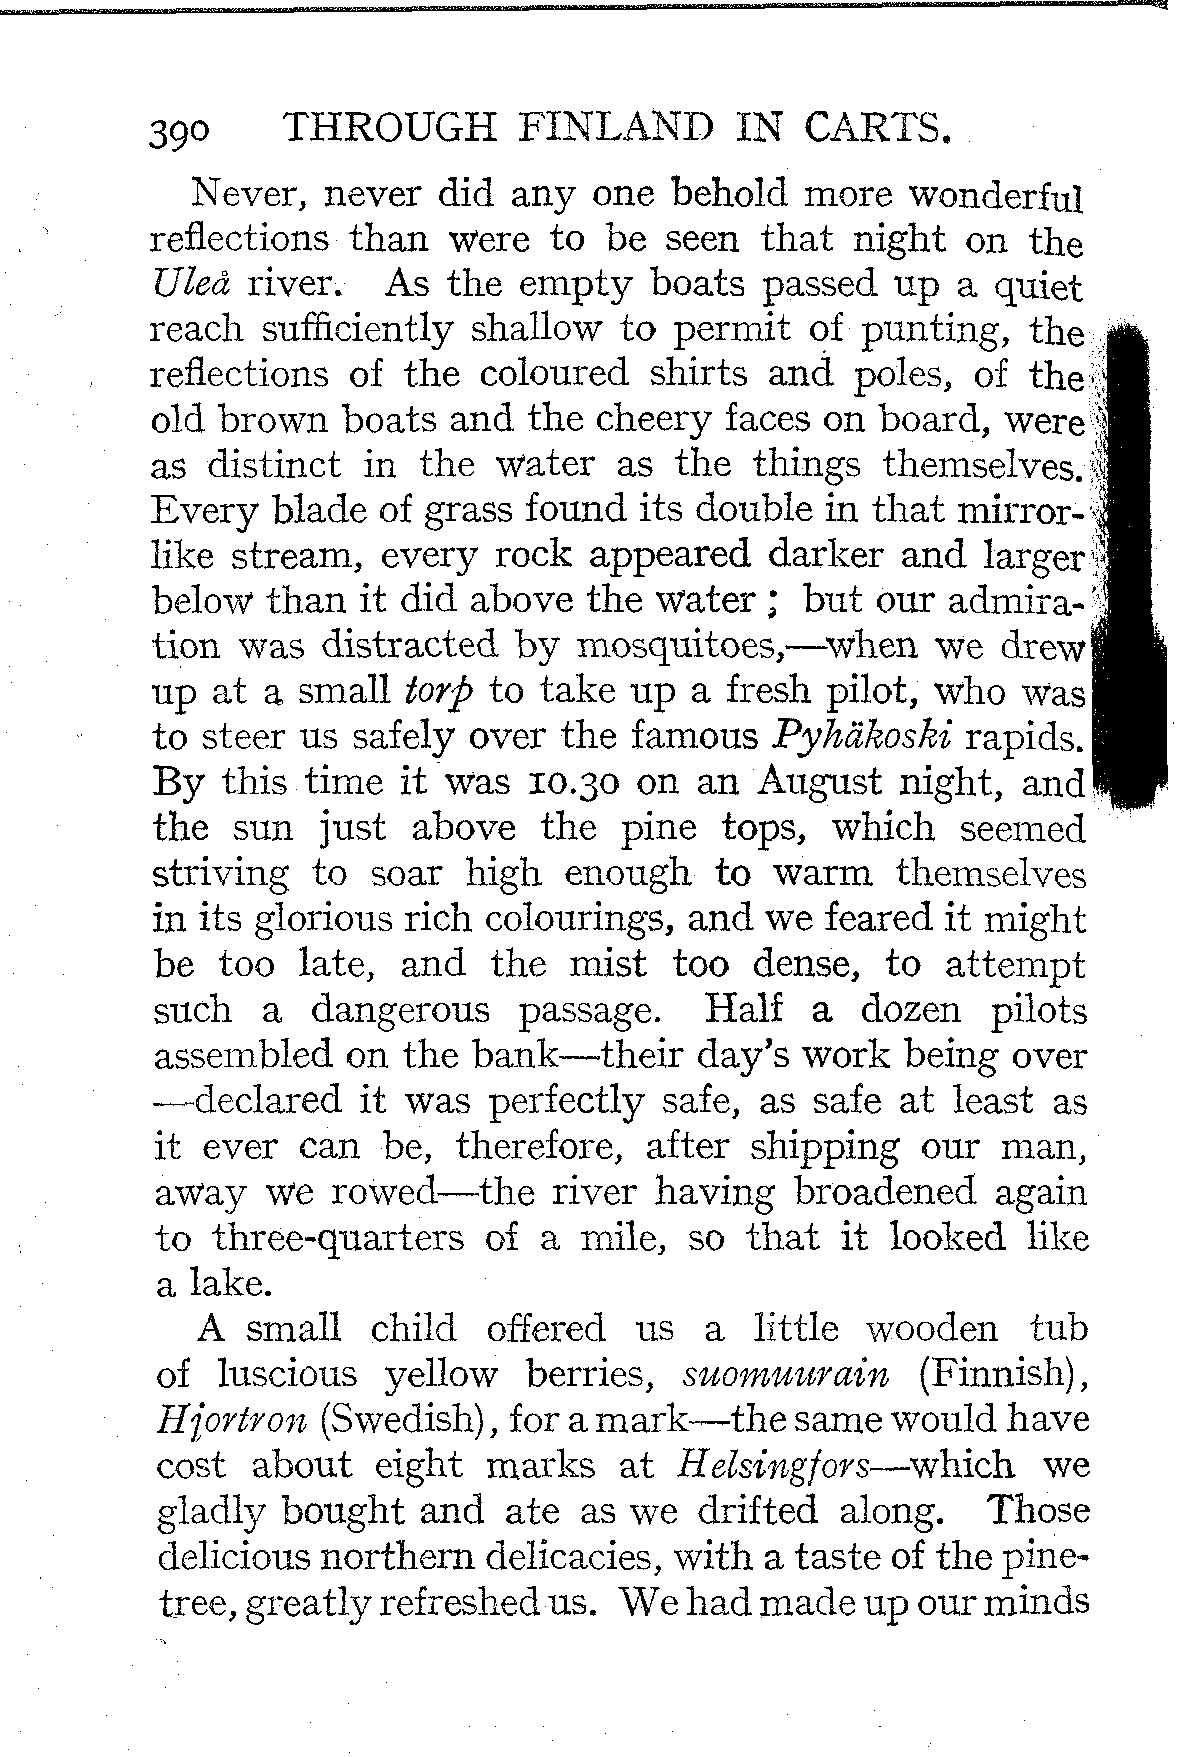 390 THROUGH FINLAND IN CARTS.
Never, never did any one behold more wonderful
reflections than were to be seen that night on the
Uleå river. As the empty boats passed up a quiet
reach sufficiently shallow to permit of punting, the
reflections of the coloured shirts and poles, of the
old brown boats and the cheery faces on board, were
as distinct in the water as the things themselves.
Every blade of grass found its double in that mirror-
like stream, every rock appeared darker and larger
below than it did above the water ; but our admira-
tion was distracted by mosquitoes,—when we drew
up at a small torp to take up a fresh pilot, who was
to steer us safely over the famous Pyhäkoski rapids.
By this time it was 10.30 on an August night, and
the sun just above the pine tops, which seemed
striving to soar high enough to warm themselves
in its glorious rich colourings, and we feared it might
be too late, and the mist too dense, to attempt
such a dangerous passage. Half a dozen pilots
assembled on the bank—their day's work being over
—declared it was perfectly safe, as safe at least as
it ever can be, therefore, after shipping our man,
away we rowed—the river having broadened again
to three-quarters of a mile, so that it looked like
a lake.
A small child offered us a little wooden tub
of luscious yellow berries, suomuurain (Finnish),
Hjortron (Swedish), for a mark—the same would have
cost about eight marks at Helsingfors—which we
gladly bought and ate as we drifted along. Those
delicious northern delicacies, with a taste of the pine-
tree, greatly refreshed us. We had made up our minds